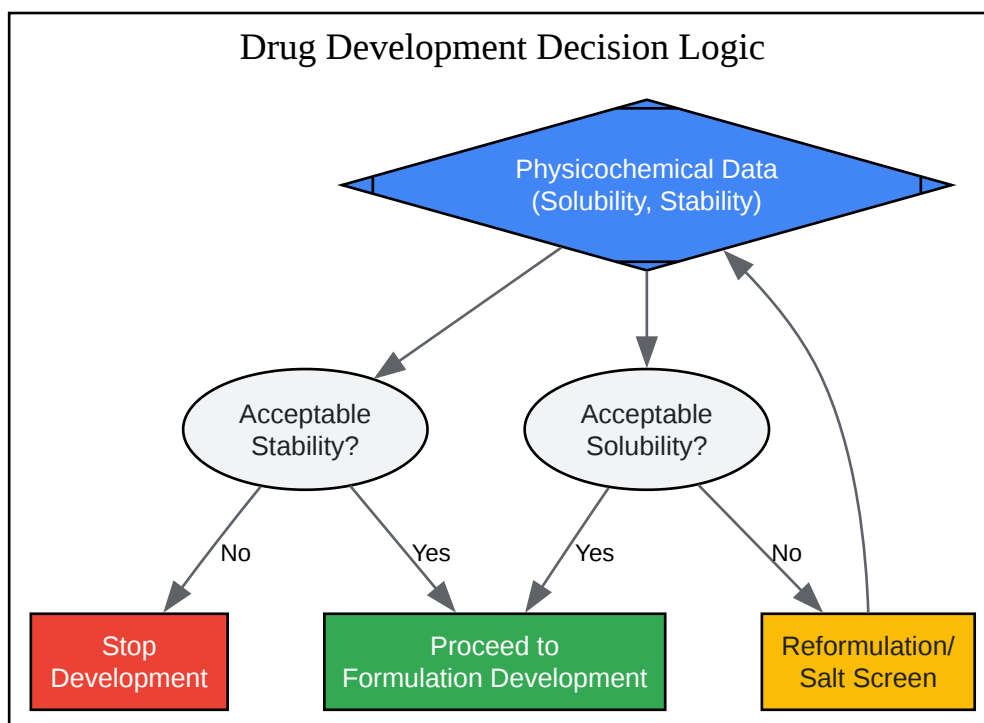 Drug Development Decision Logic
Physicochemical Data
(Solubility, Stability)
Acceptable
Stability?
Acceptable
Solubility?
No
Yes
Yes
No
Stop
Development
Proceed to
Formulation Development
Reformulation/
Salt Screen